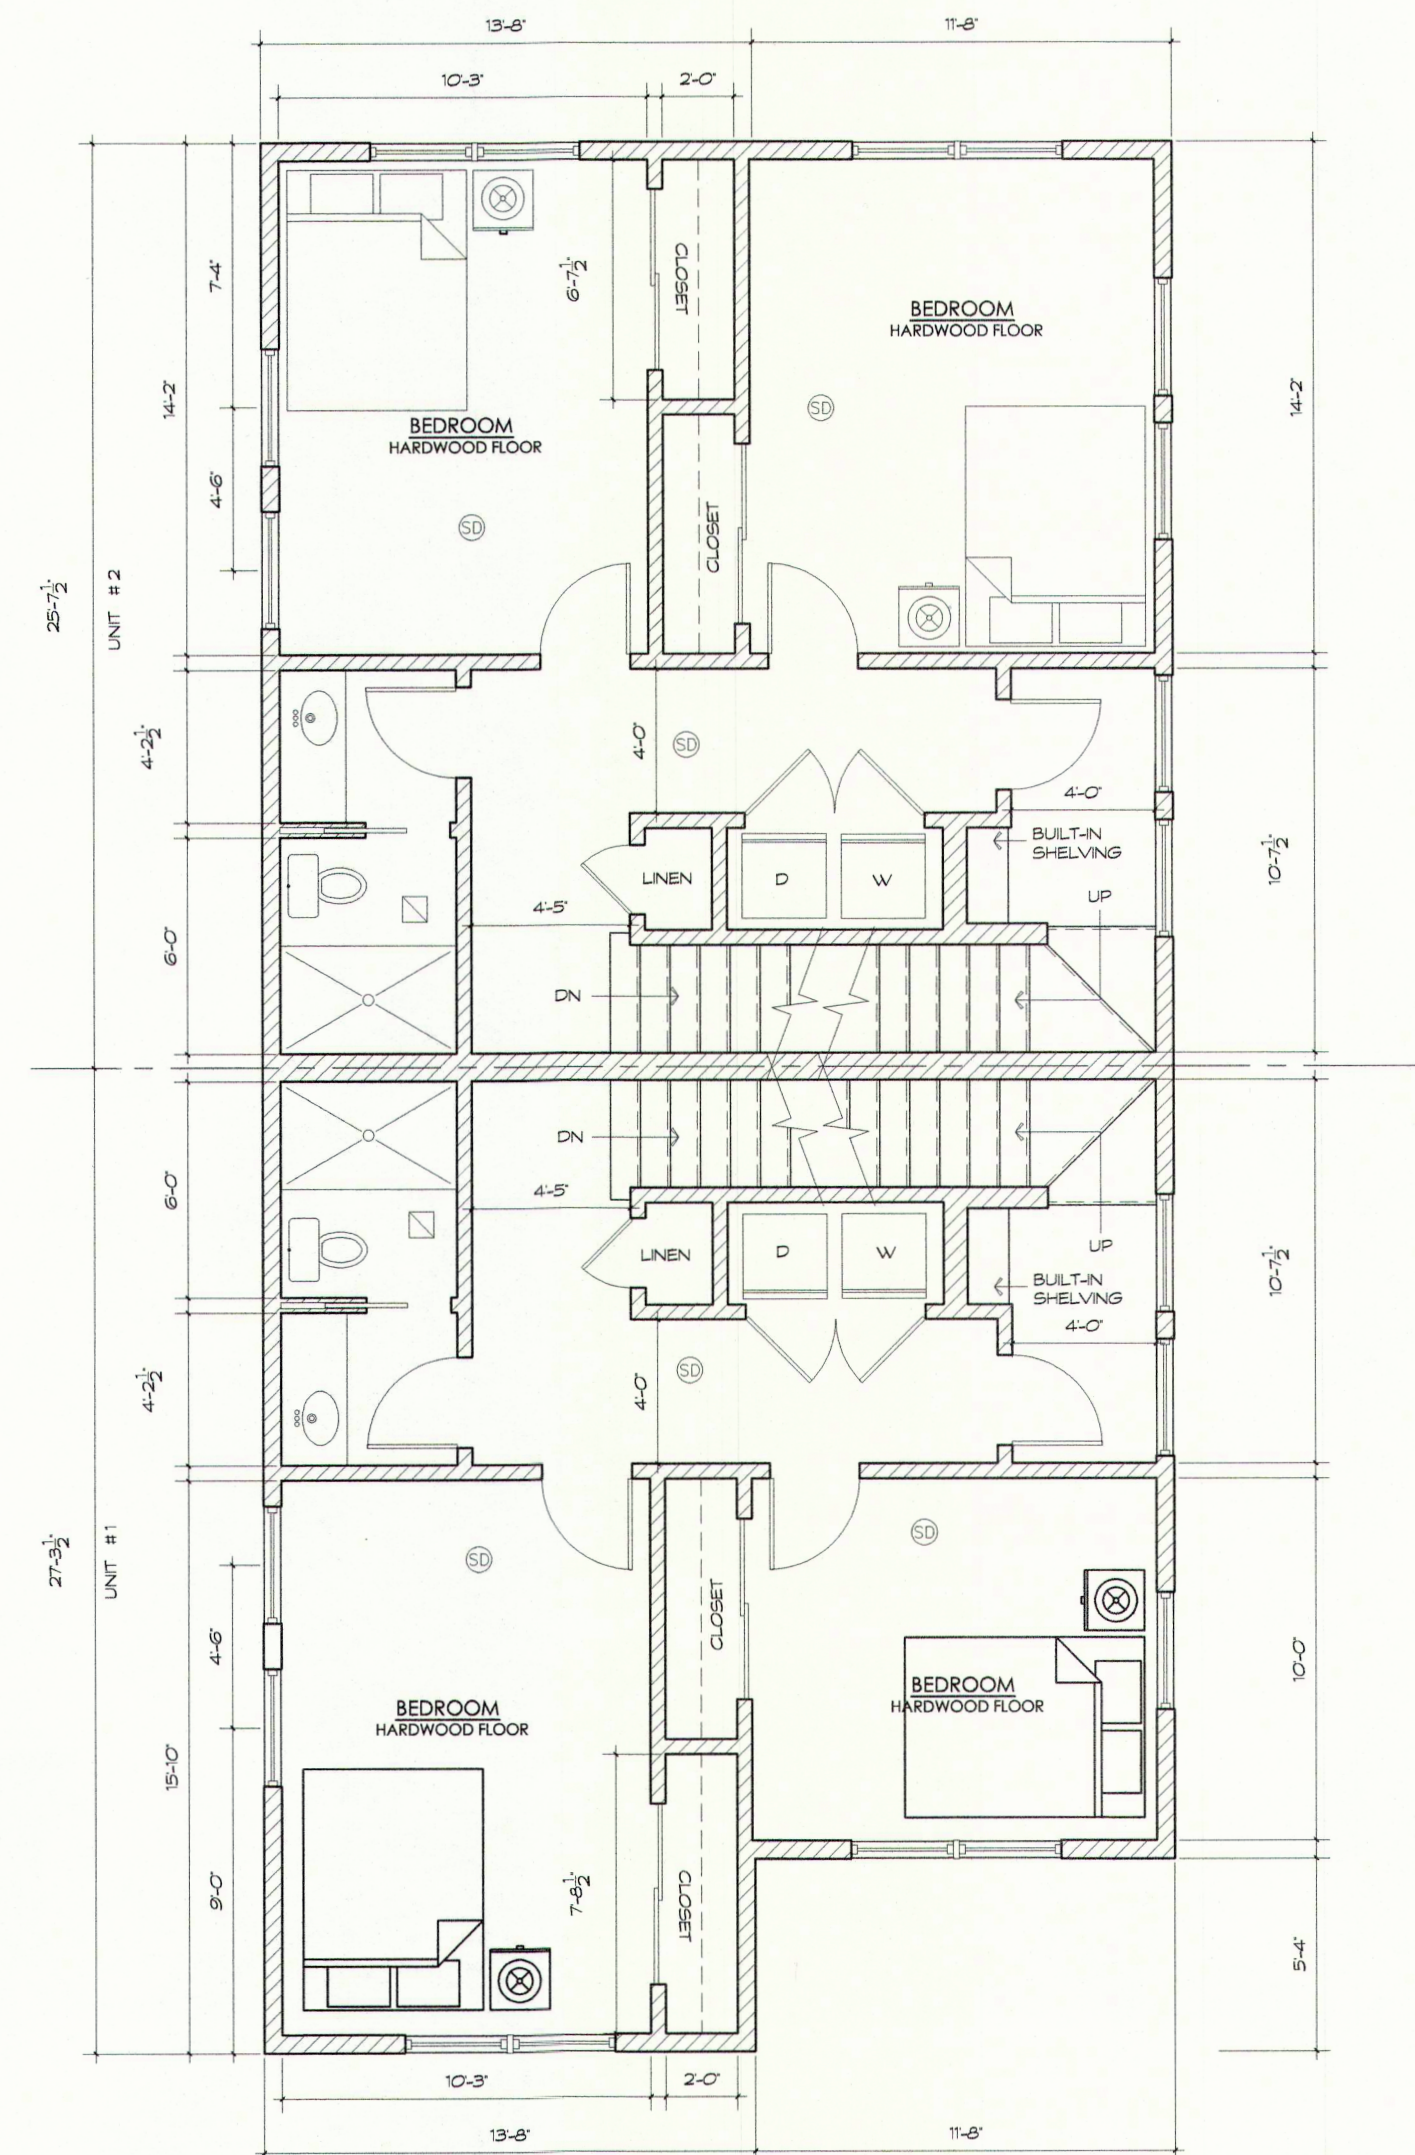 13'-8"
11'-8"
10'-3"
2'-0"
7'-4"
6'-7 1/2"
CLOSET
BEDROOM
HARDWOOD FLOOR
14'-2"
14'-2"
SD
BEDROOM
HARDWOOD FLOOR
4'-6"
SD
CLOSET
25'-7 1/2"
UNIT # 2
4'-2 1/2"
4'-0"
SD
4'-0"
BUILT-IN
SHELVING
10'-7 1/2"
LINEN
D
W
UP
4'-5"
6'-0"
DN
DN
6'-0"
4'-5"
LINEN
D
W
UP
10'-7 1/2"
BUILT-IN
SHELVING
4'-0"
4'-2 1/2"
4'-0"
SD
SD
SD
27'-3 1/2"
UNIT # 1
4'-6"
CLOSET
10'-0"
BEDROOM
HARDWOOD FLOOR
BEDROOM
HARDWOOD FLOOR
15'-10"
9'-0"
7'-8 1/2"
CLOSET
5'-4"
10'-3"
2'-0"
13'-8"
11'-8"